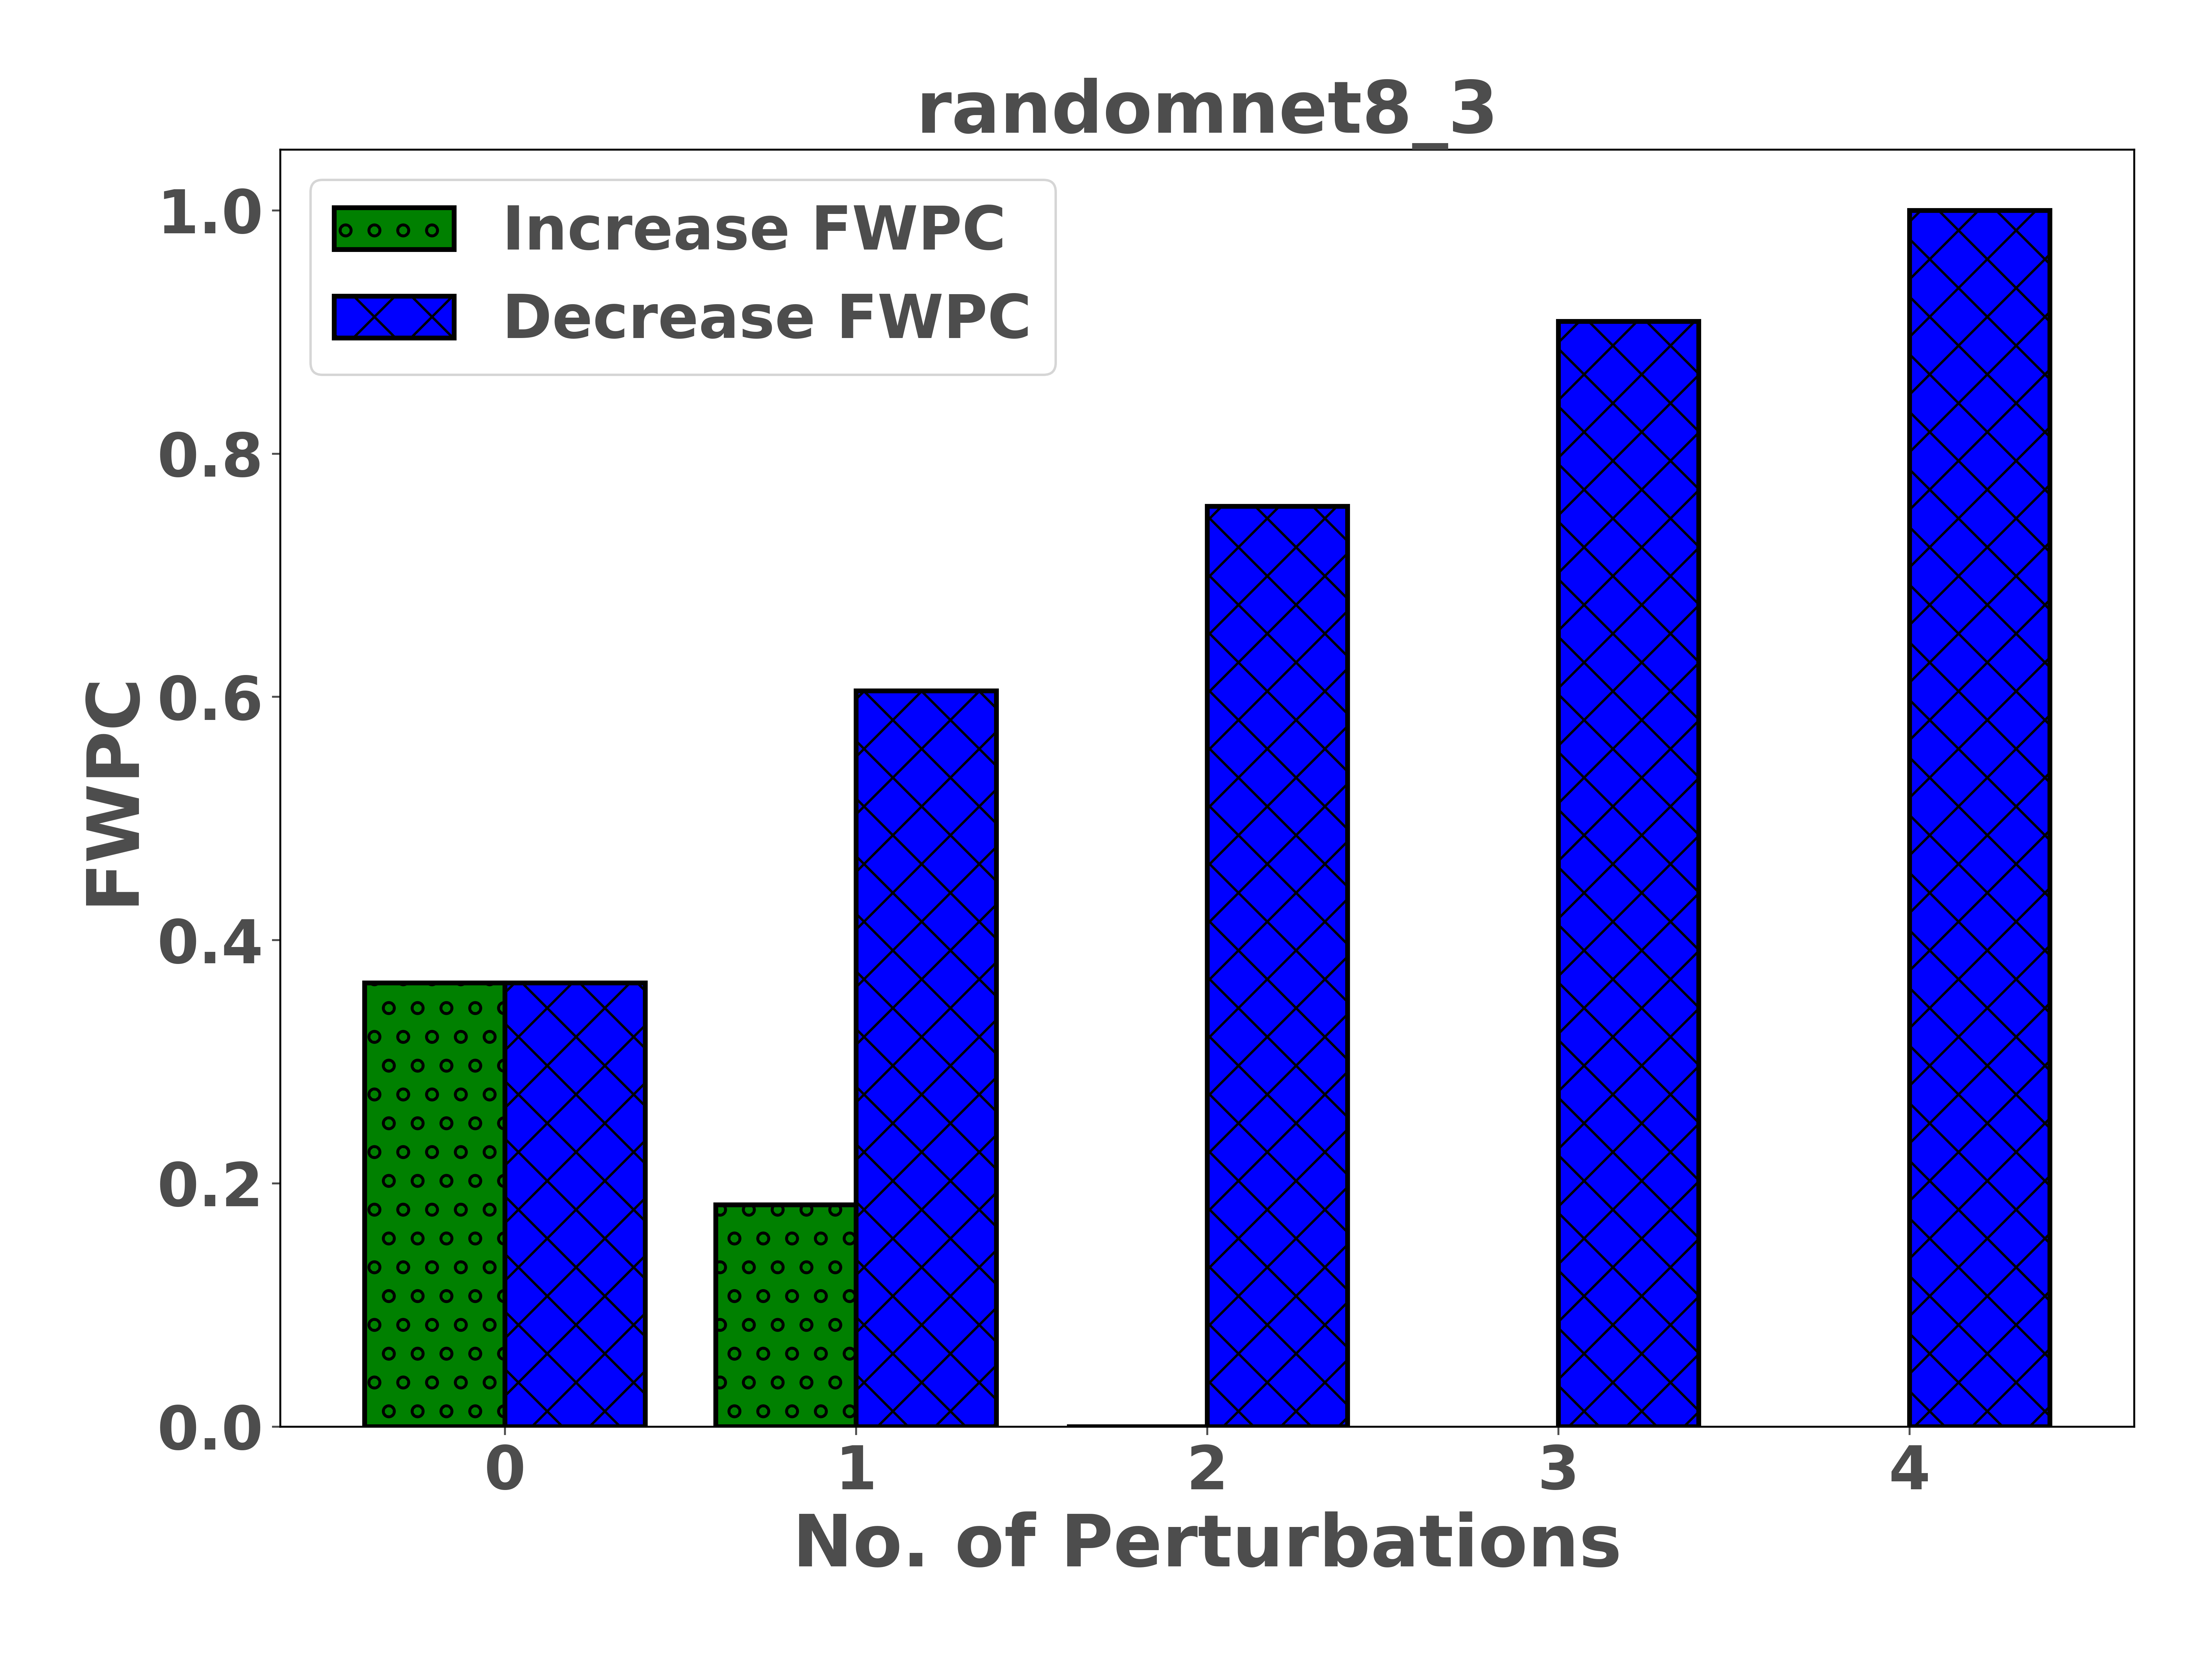 randomnet8_3
Increase FWPC
Decrease FWPC
1.0
0.8
0.6
0.4
0.2
0.0
FWPC
0 1 2 3 4
No. of Perturbations